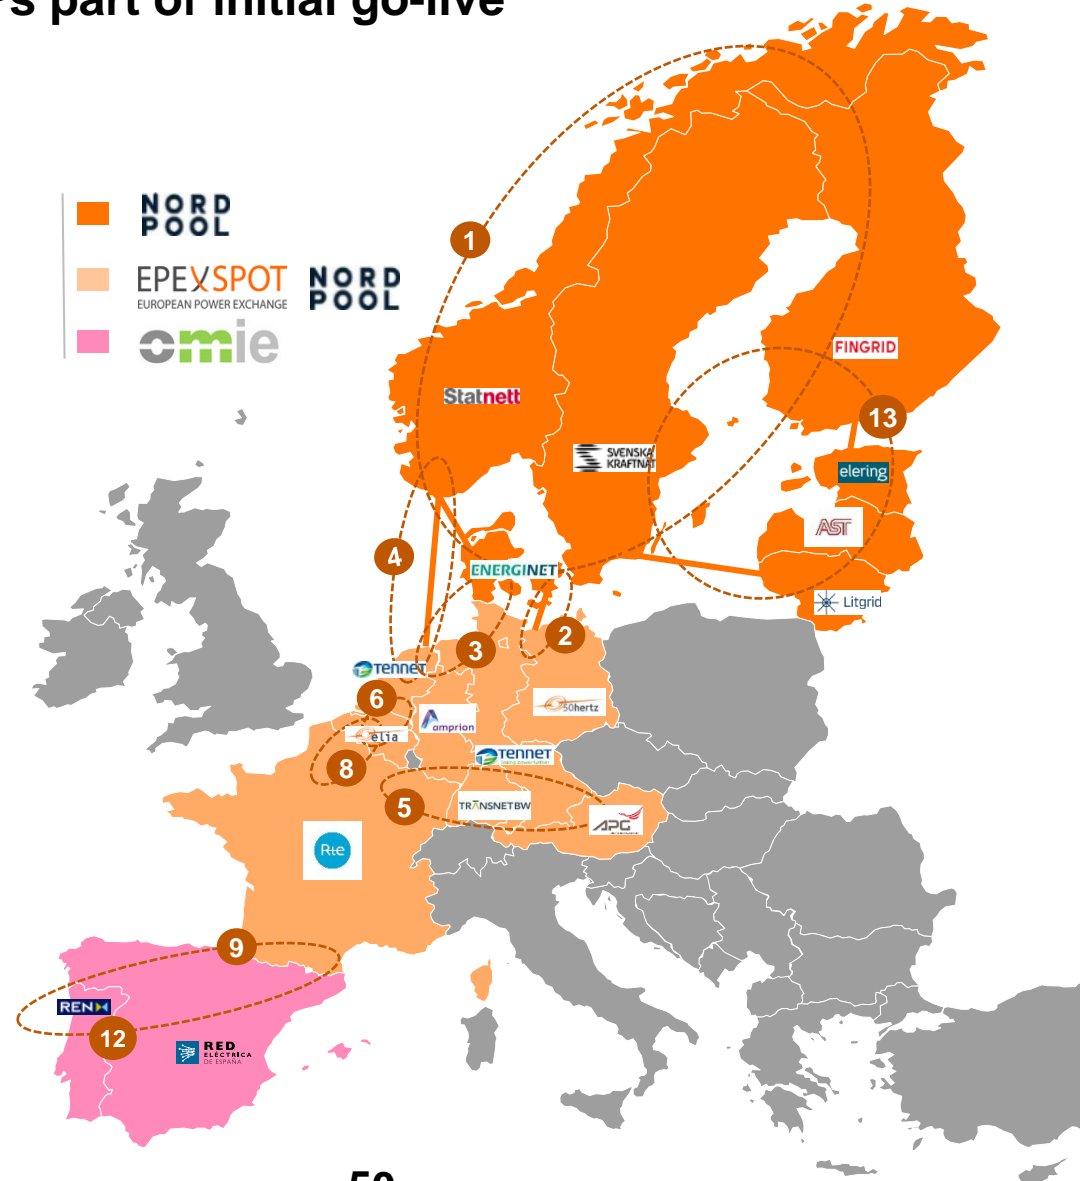 s part of initial go-live
NORD
POOL
EPEXSPOT
EUROPEAN POWER EXCHANGE
NORD
POOL
omie
1
Statnett
SVENSKA
KRAFTNÄT
FINGRID
13
elering
AST
Litgrid
4
ENERGINET
2
3
TENNET
6
50hertz
amprion
elia
TENNET
8
5
TRANSNETBW
APG
Rte
9
REN
12
RED
ELÉCTRICA
DE ESPAÑA